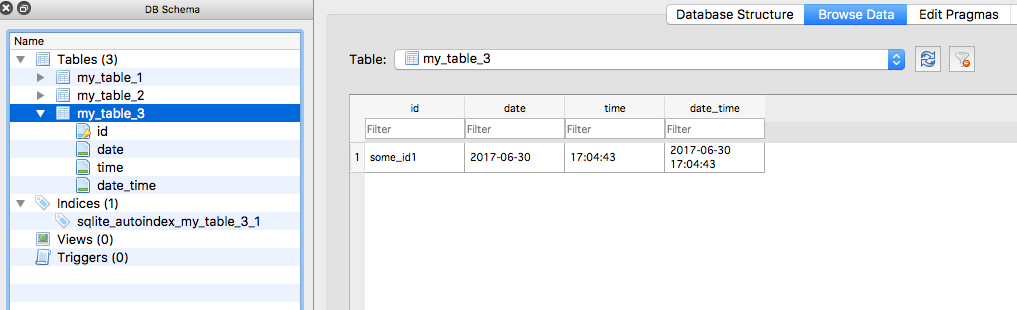 DB Schema
Name
Tables (3)
my_table_1
my_table_2
my_table_3
id
date
time
date_time
Indices (1)
sqlite_autoindex_my_table_3_1
Views (0)
Triggers (0)
Database Structure Browse Data Edit Pragmas
Table: my_table_3
id date time date_time
Filter Filter Filter Filter
1 some_id1 2017-06-30 17:04:43 2017-06-30
17:04:43